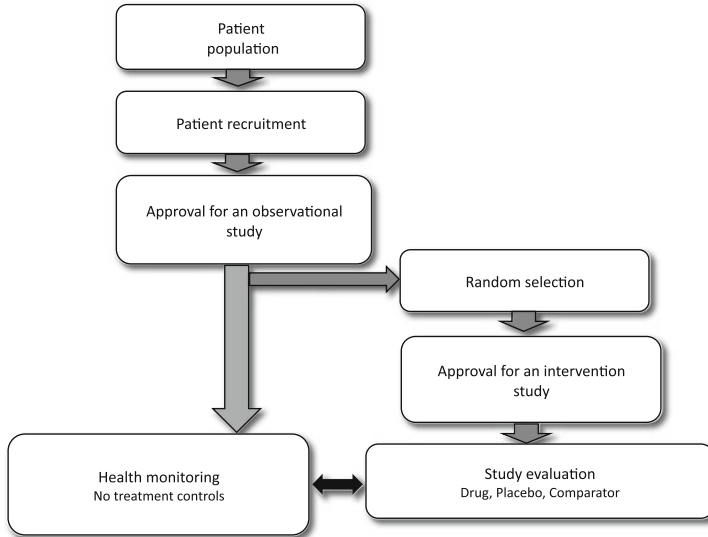 Patient
population
Patient recruitment
Approval for an observational
study
Random selection
Approval for an intervention
study
Health monitoring
No treatment controls
Study evaluation
Drug, Placebo, Comparator